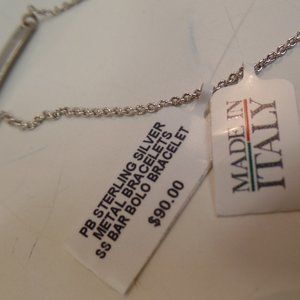 PB STERLING SILVER
METAL BRACELETS
SS BAR BOLO BRACELET
$90.00
MADE IN
ITALY